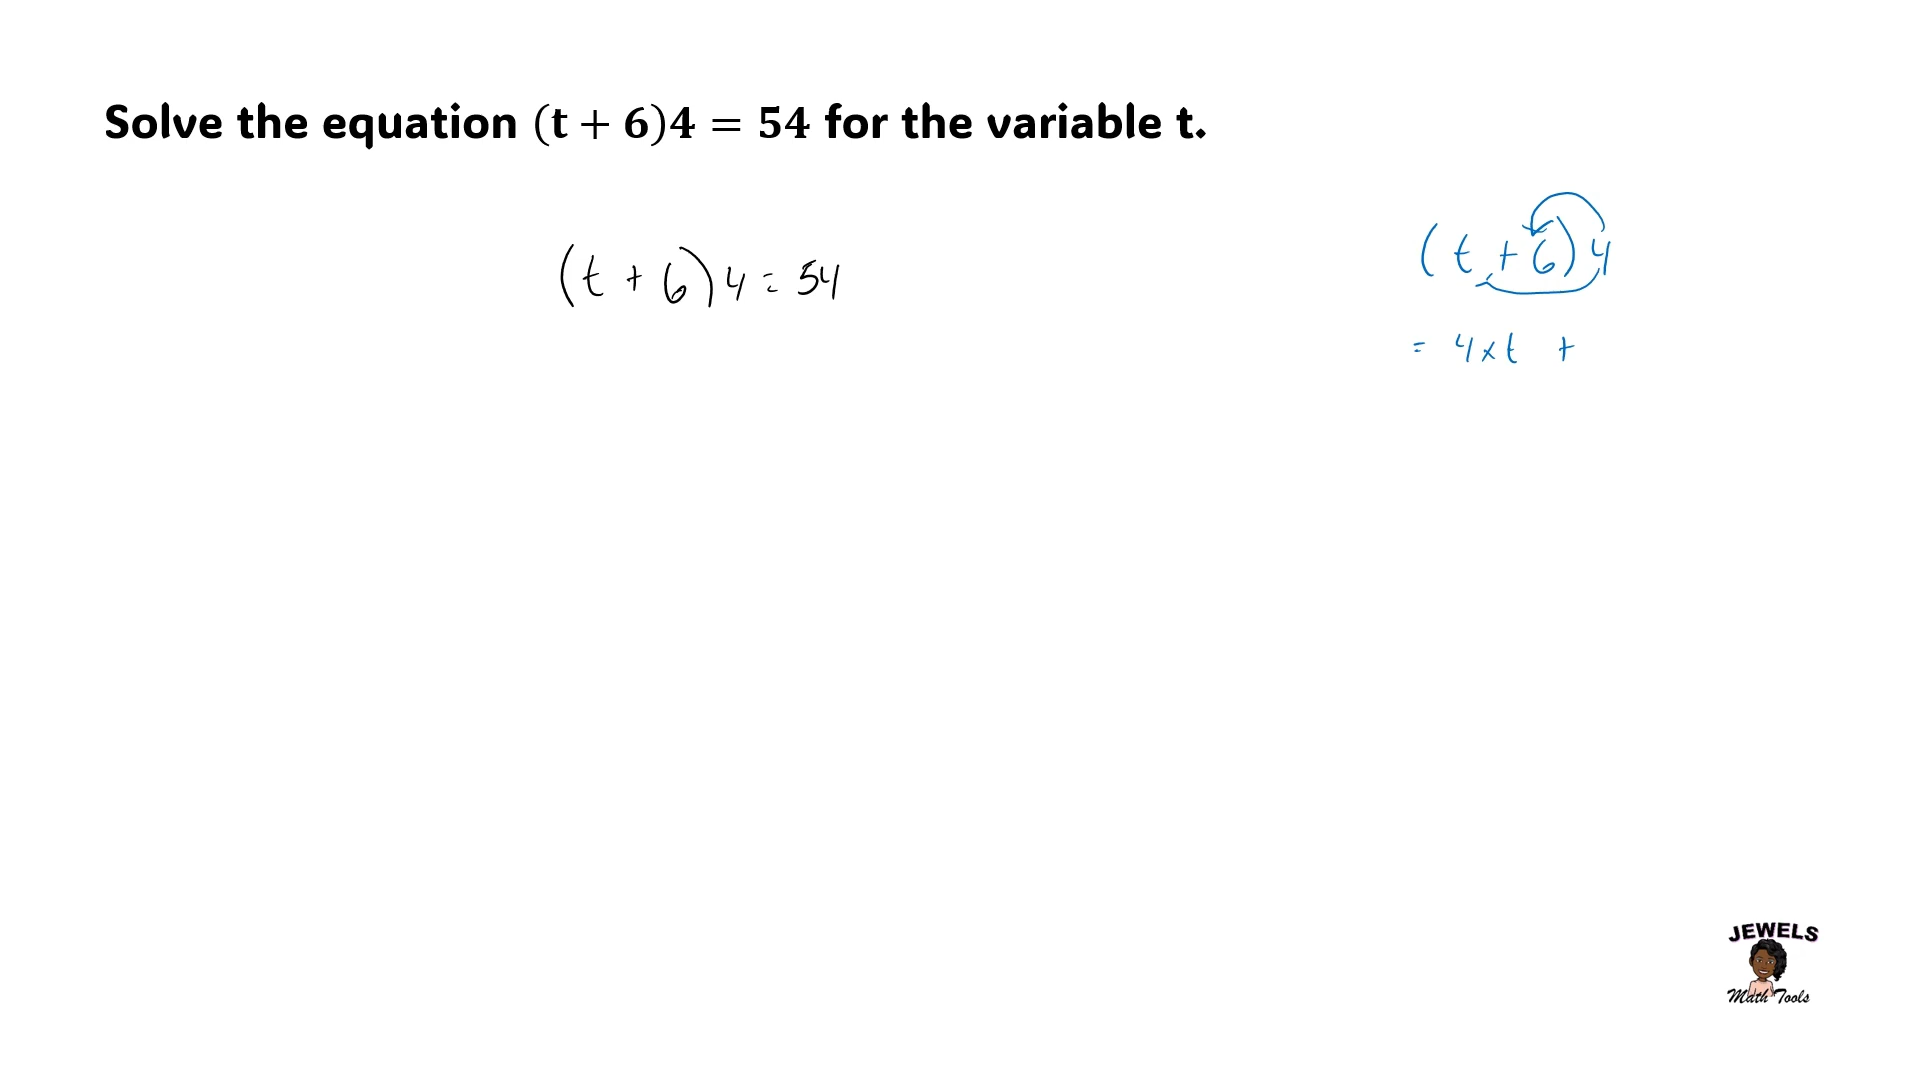 Solve the equation (t + 6)4 = 54 for the variable t.
(t + 6)4 = 54
(t + 6)4
= 4 × t +
JEWELS
Math Tools